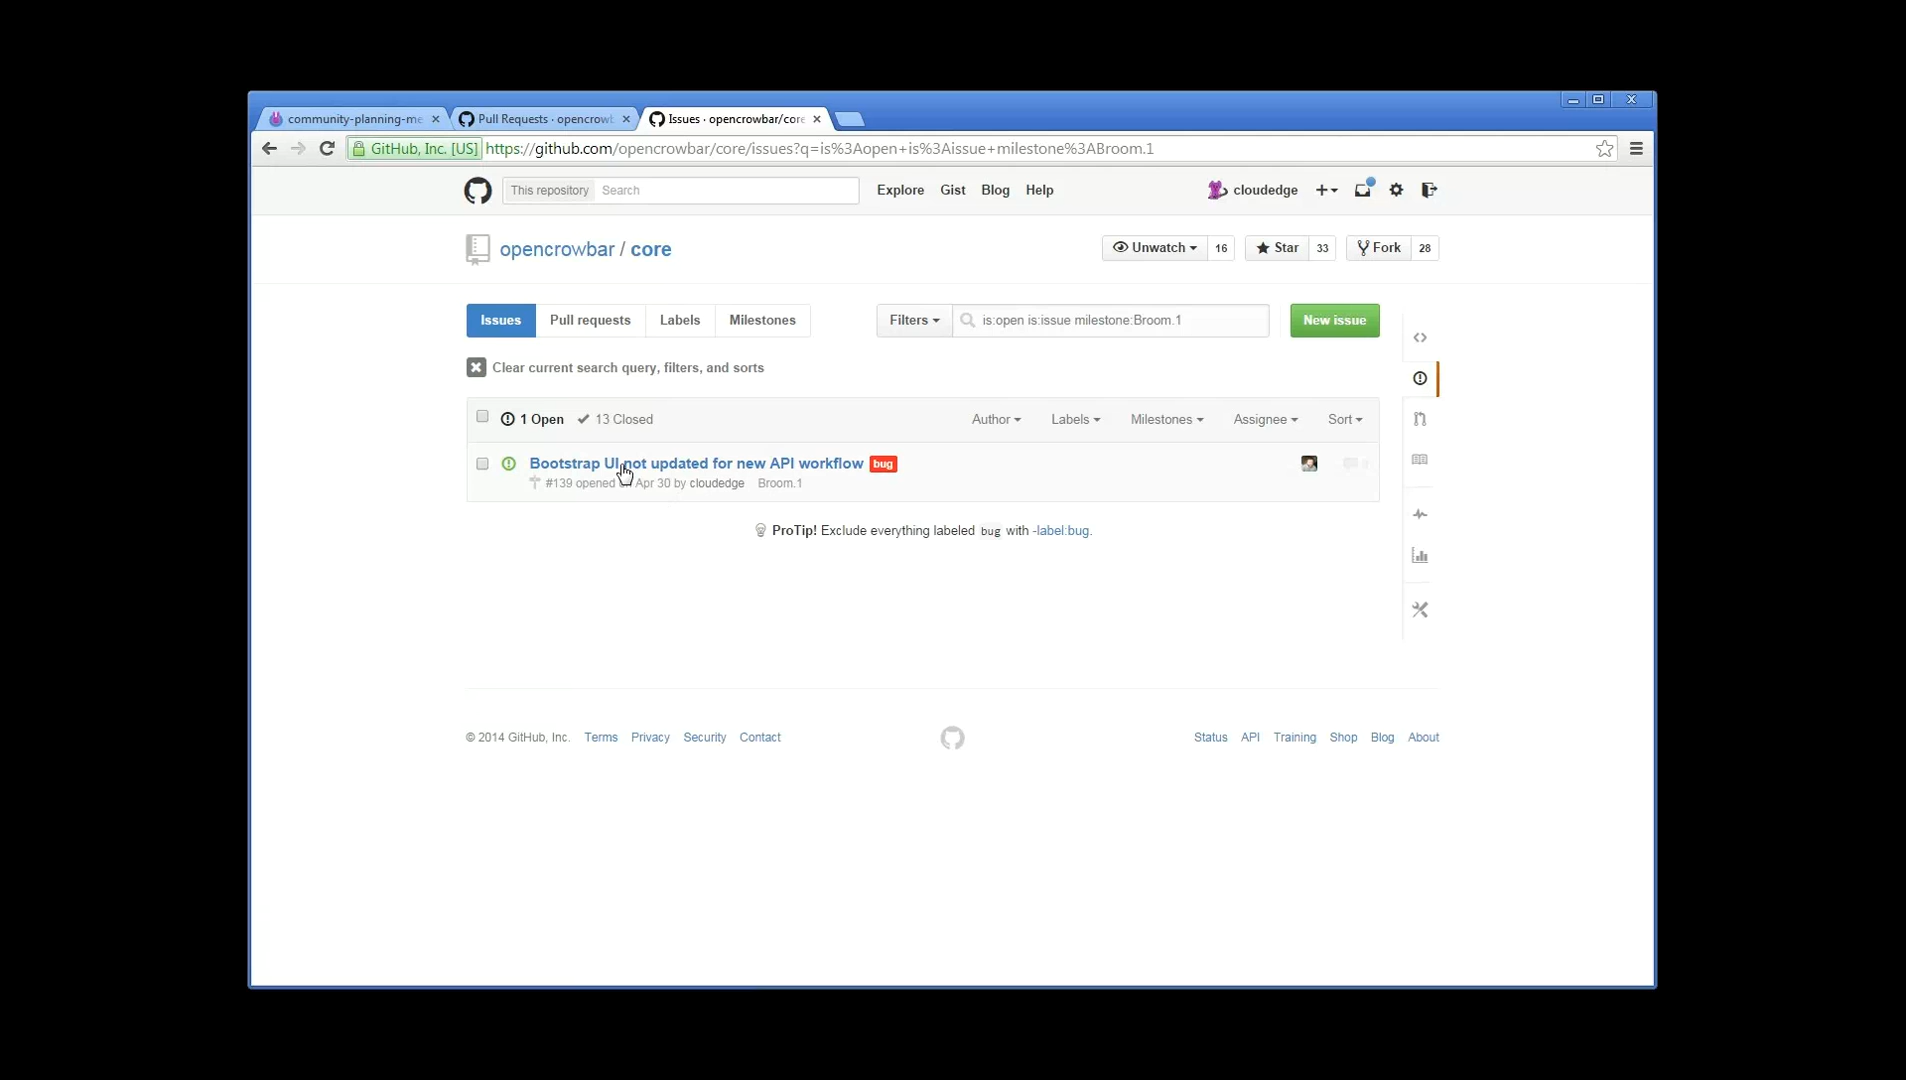 community-planning-me
Pull Requests · opencrowb
Issues · opencrowbar/core
GitHub, Inc. [US] https://github.com/opencrowbar/core/issues?q=is%3Aopen+is%3Aissue+milestone%3ABroom.1
This repository Search Explore Gist Blog Help cloudedge
opencrowbar / core Unwatch 16 Star 33 Fork 28
Issues Pull requests Labels Milestones Filters is:open is:issue milestone:Broom.1 New issue
Clear current search query, filters, and sorts
1 Open 13 Closed Author Labels Milestones Assignee Sort
Bootstrap UI not updated for new API workflow bug
#139 opened on Apr 30 by cloudedge Broom.1
ProTip! Exclude everything labeled bug with -label:bug.
© 2014 GitHub, Inc. Terms Privacy Security Contact Status API Training Shop Blog About